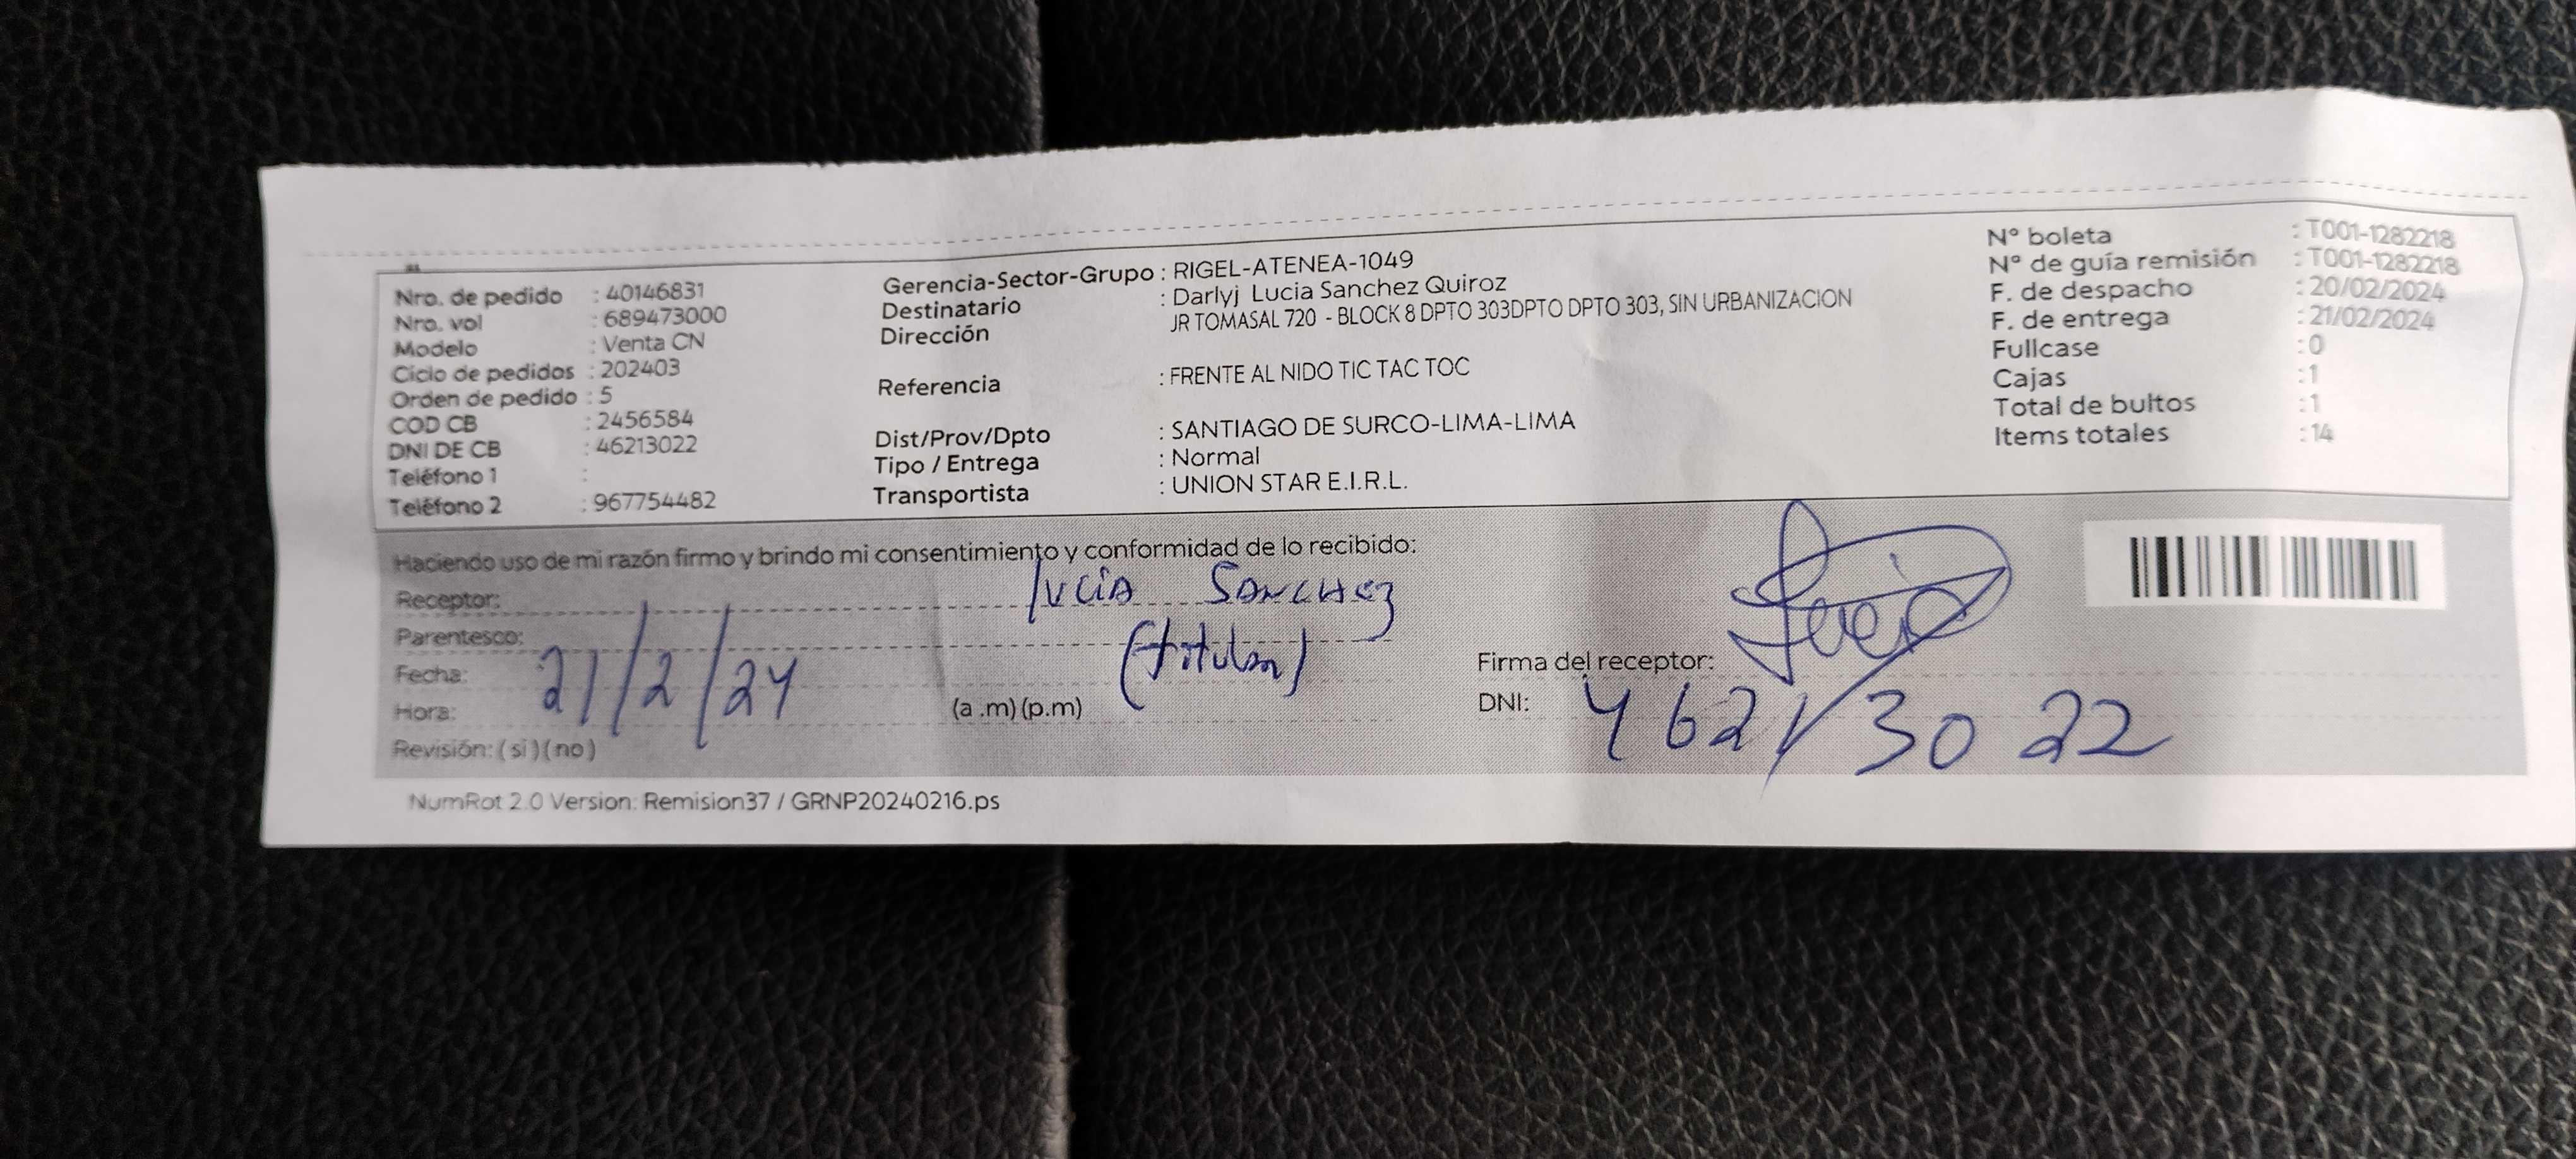 Nro. de pedido : 40146831
Nro. vol : 689473000
Modelo : Venta CN
Ciclo de pedidos : 202403
Orden de pedido : 5
COD CB : 2456584
DNI DE CB : 46213022
Teléfono 1 :
Teléfono 2 : 967754482
Gerencia-Sector-Grupo : RIGEL-ATENEA-1049
Destinatario : Darlyj Lucia Sanchez Quiroz
Dirección JR TOMASAL 720 - BLOCK 8 DPTO 303DPTO DPTO 303, SIN URBANIZACION
Referencia : FRENTE AL NIDO TIC TAC TOC
Dist/Prov/Dpto : SANTIAGO DE SURCO-LIMA-LIMA
Tipo / Entrega : Normal
Transportista : UNION STAR E.I.R.L.
N° boleta : T001-1282218
N° de guía remisión : T001-1282218
F. de despacho : 20/02/2024
F. de entrega : 21/02/2024
Fullcase : 0
Cajas : 1
Total de bultos : 1
Items totales : 14
Haciendo uso de mi razón firmo y brindo mi consentimiento y conformidad de lo recibido:
Receptor: lucia Sanchez
Parentesco: (titular)
Fecha: 21/2/24
Hora: (a .m) (p.m)
Revisión: ( si ) ( no )
Firma del receptor: Lucia
DNI: 46213022
NumRot 2.0 Version: Remision37 / GRNP20240216.ps